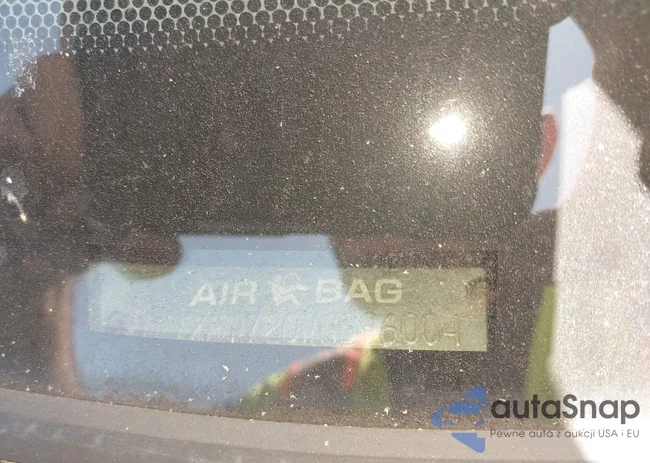 AIR BAG
autaSnap
Pewne auta z aukcji USA i EU